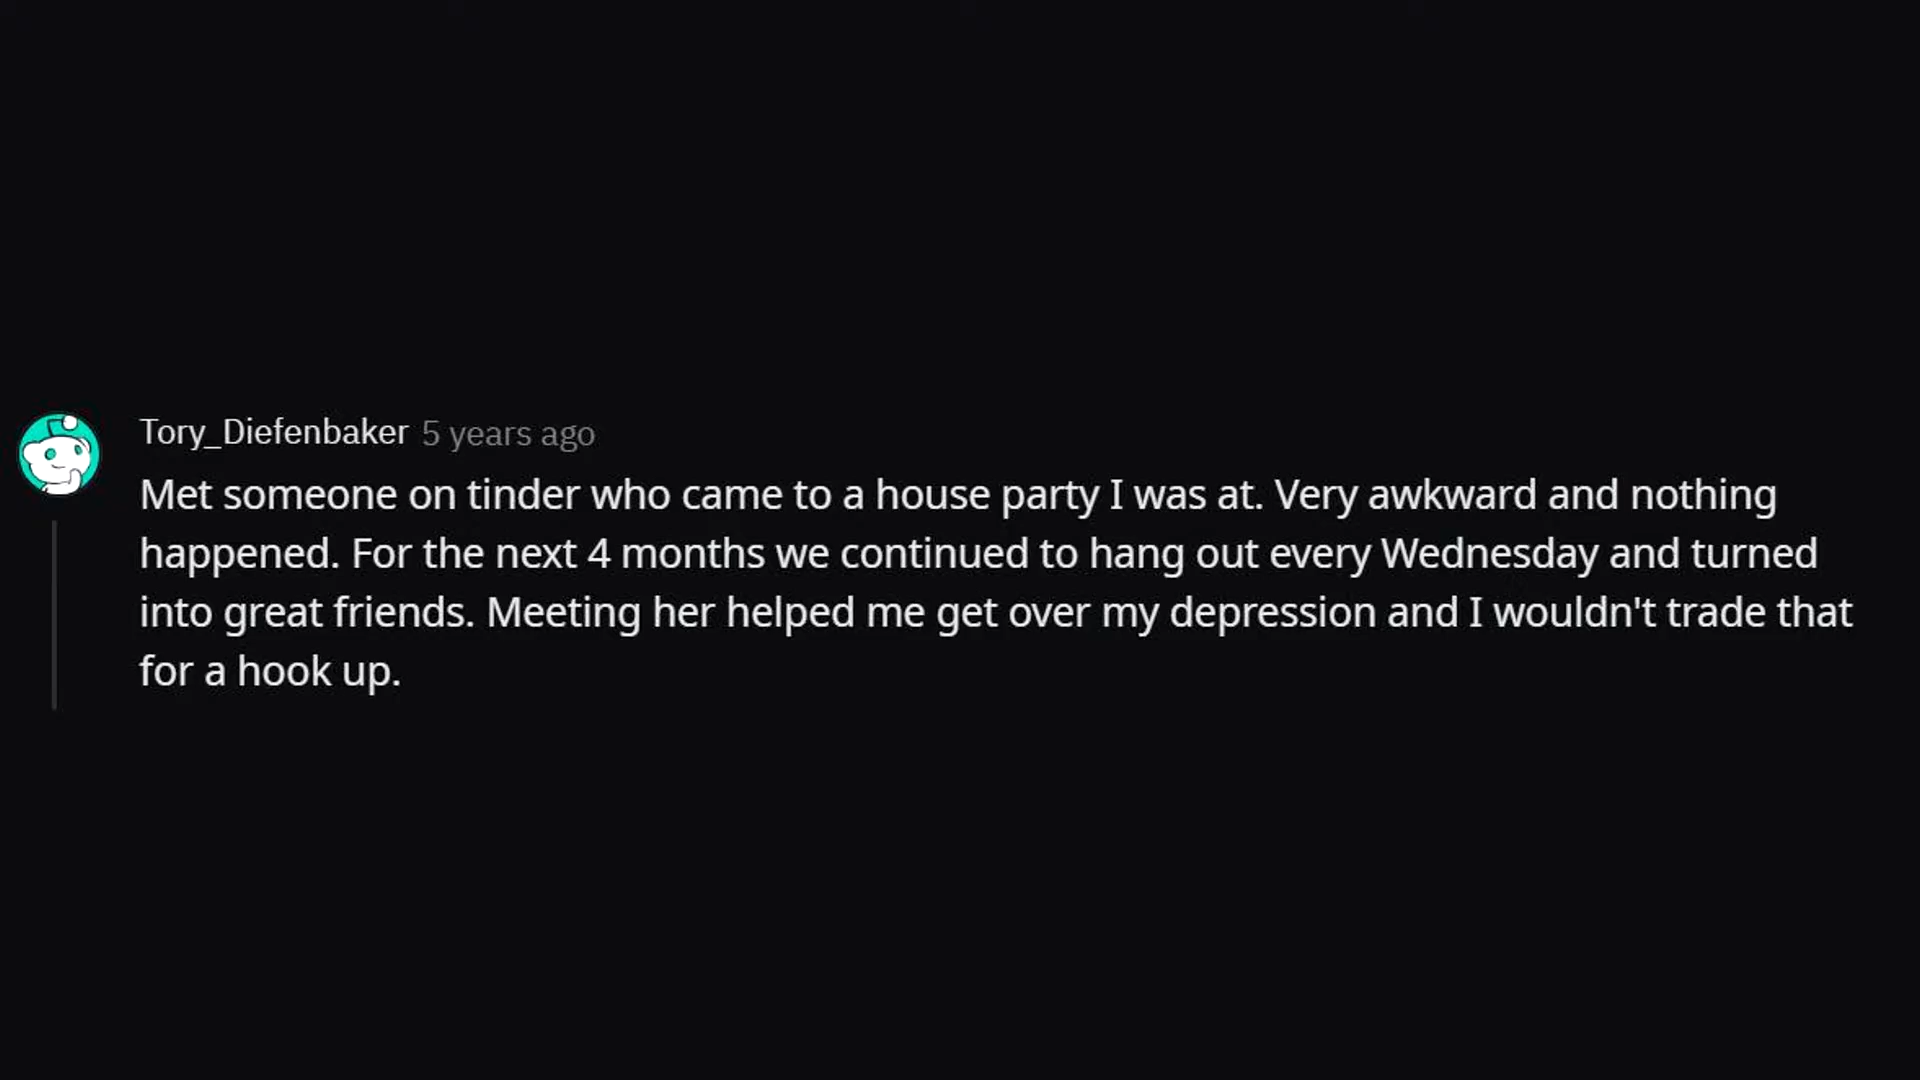 Tory_Diefenbaker 5 years ago
Met someone on tinder who came to a house party I was at. Very awkward and nothing
happened. For the next 4 months we continued to hang out every Wednesday and turned
into great friends. Meeting her helped me get over my depression and I wouldn't trade that
for a hook up.